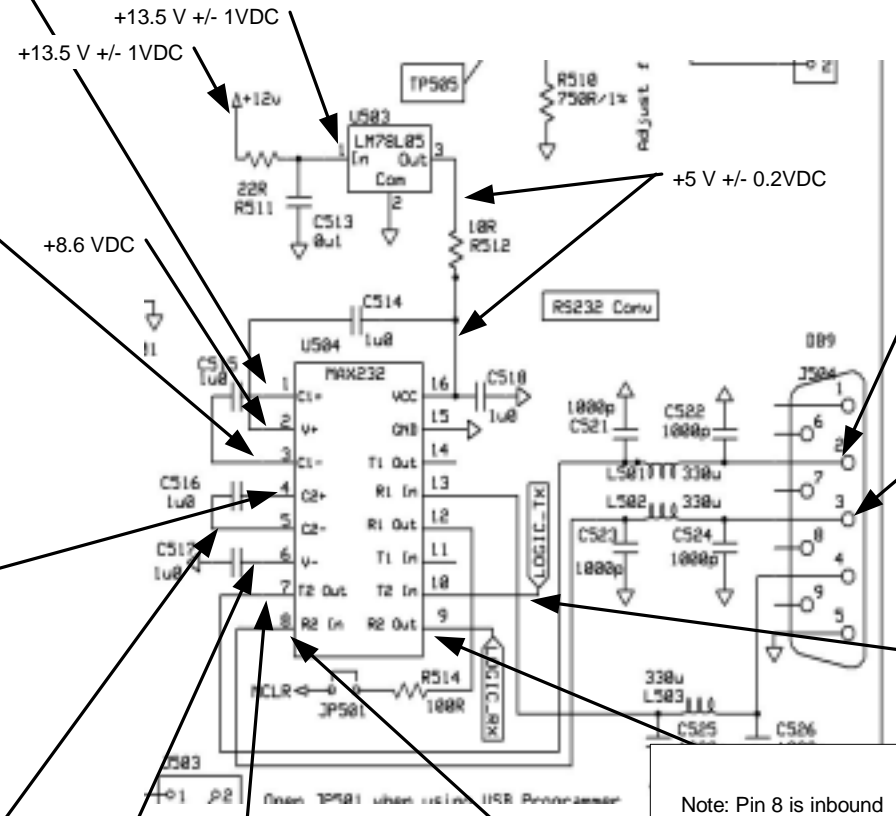 +13.5 V +/- 1VDC
+13.5 V +/- 1VDC
TP505
R510
750R/1%
Adjust f
2
+12v
U503
LM78L05
1
In
Out
3
Com
2
22R
R511
C513
0u1
+5 V +/- 0.2VDC
10R
R512
+8.6 VDC
C514
1u0
RS232 Conv
U504
MAX232
C515
1u0
1
C1+
2
V+
3
C1-
4
C2+
5
C2-
6
V-
7
T2 Out
8
R2 In
VCC
16
GND
15
T1 Out
14
R1 In
13
R1 Out
12
T1 In
11
T2 In
10
R2 Out
9
C518
1u0
C516
1u0
C517
1u0
LOGIC_TX
LOGIC_RX
1000p
C521
C522
1000p
L501
330u
L502
330u
C523
1000p
C524
1000p
DB9
J504
1
6
2
7
3
8
4
9
5
MCLR
JP501
R514
100R
330u
L503
C525
C526
J503
1
2
Open JP501 when using USB Programmer
Note: Pin 8 is inbound